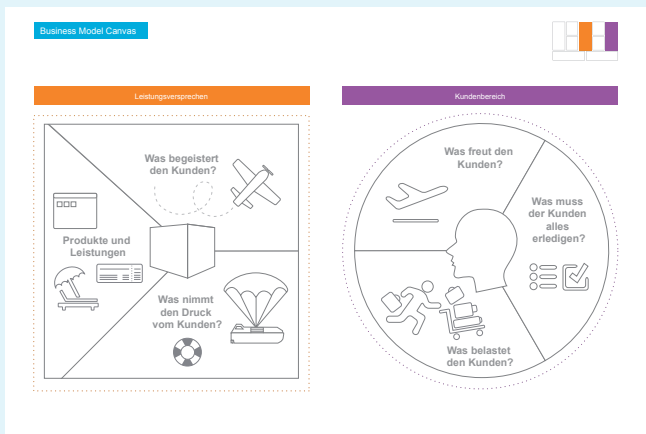 Business Model Canvas
Leistungsversprechen
Kundenbereich
Was begeistert
den Kunden?
Produkte und
Leistungen
Was nimmt
den Druck
vom Kunden?
Was freut den
Kunden?
Was muss
der Kunden
alles
erledigen?
Was belastet
den Kunden?